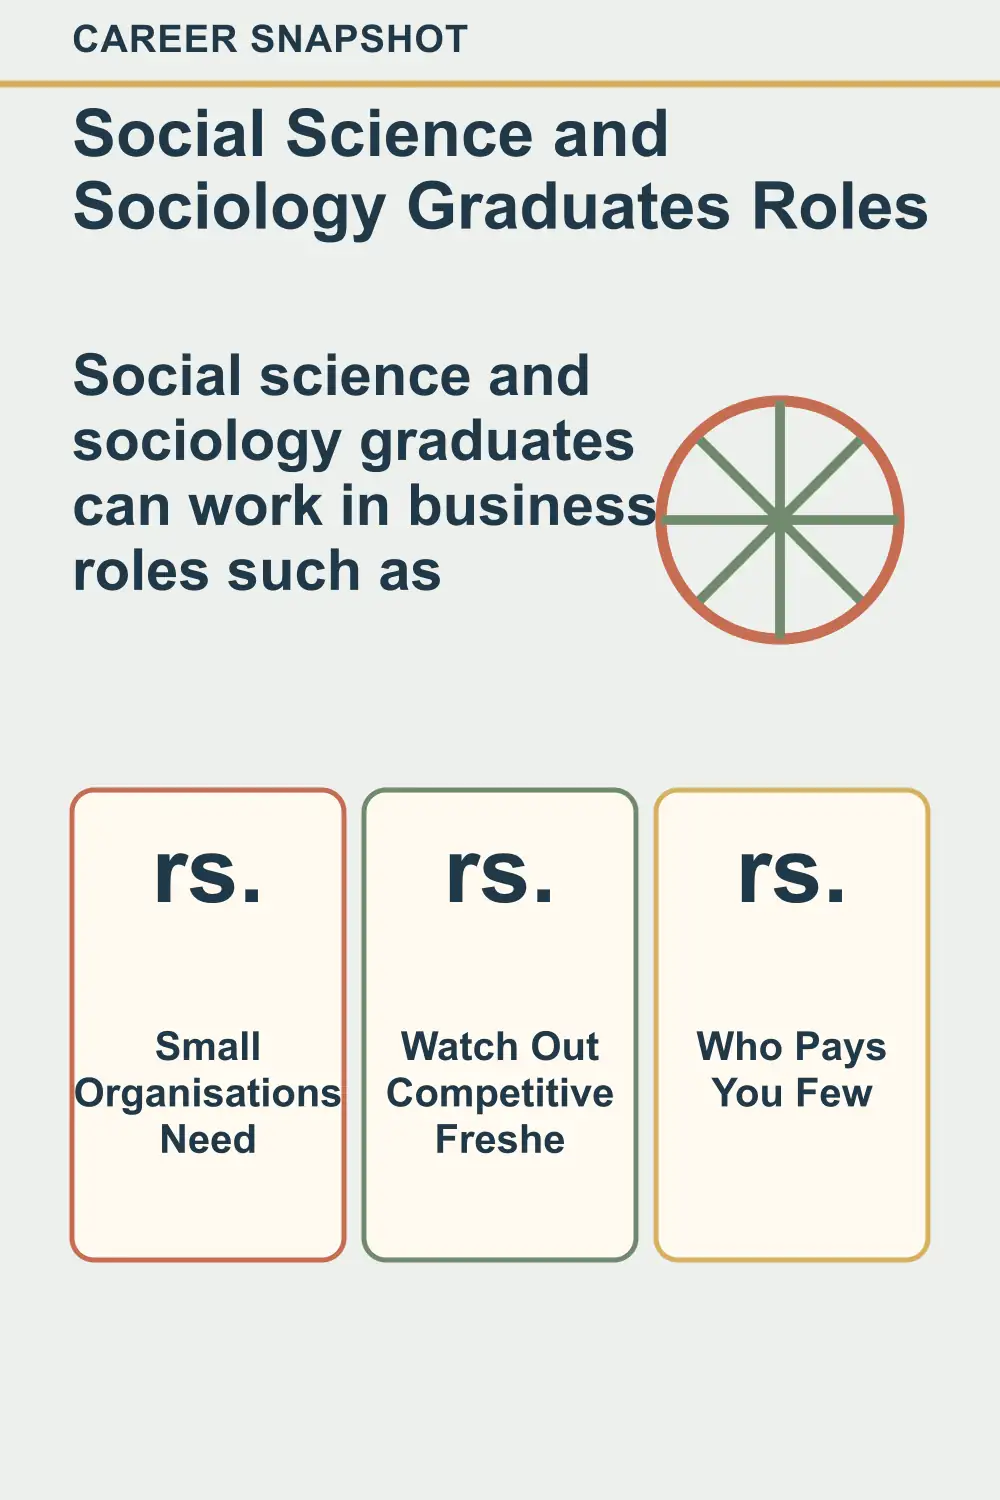 CAREER SNAPSHOT
Social Science and
Sociology Graduates Roles
Social science and
sociology graduates
can work in business
roles such as
rs.
Small
Organisations
Need
rs.
Watch Out
Competitive
Freshe
rs.
Who Pays
You Few